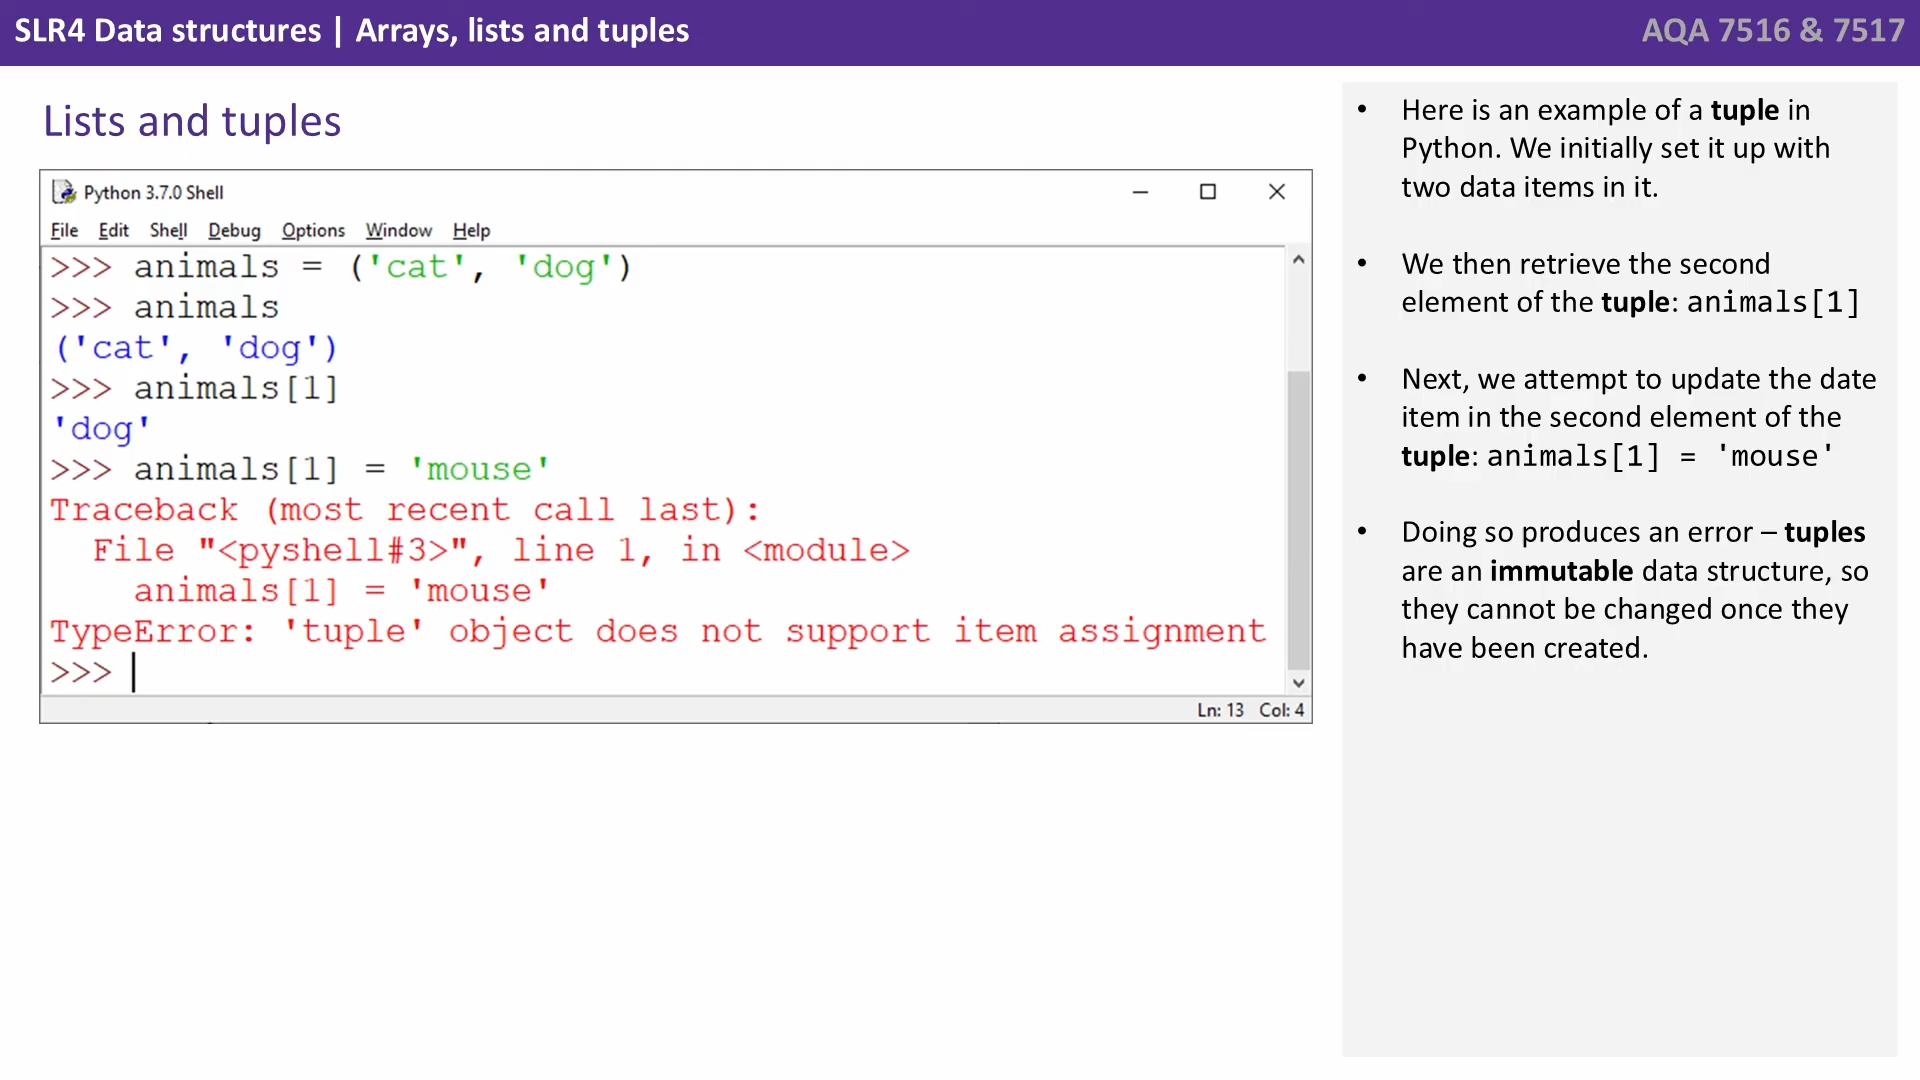 SLR4 Data structures | Arrays, lists and tuples
AQA 7516 & 7517
Lists and tuples
Python 3.7.0 Shell
File Edit Shell Debug Options Window Help
>>> animals = ('cat', 'dog')
>>> animals
('cat', 'dog')
>>> animals[1]
'dog'
>>> animals[1] = 'mouse'
Traceback (most recent call last):
  File "<pyshell#3>", line 1, in <module>
    animals[1] = 'mouse'
TypeError: 'tuple' object does not support item assignment
>>>
Ln: 13 Col: 4
• Here is an example of a tuple in
Python. We initially set it up with
two data items in it.
• We then retrieve the second
element of the tuple: animals[1]
• Next, we attempt to update the date
item in the second element of the
tuple: animals[1] = 'mouse'
• Doing so produces an error – tuples
are an immutable data structure, so
they cannot be changed once they
have been created.